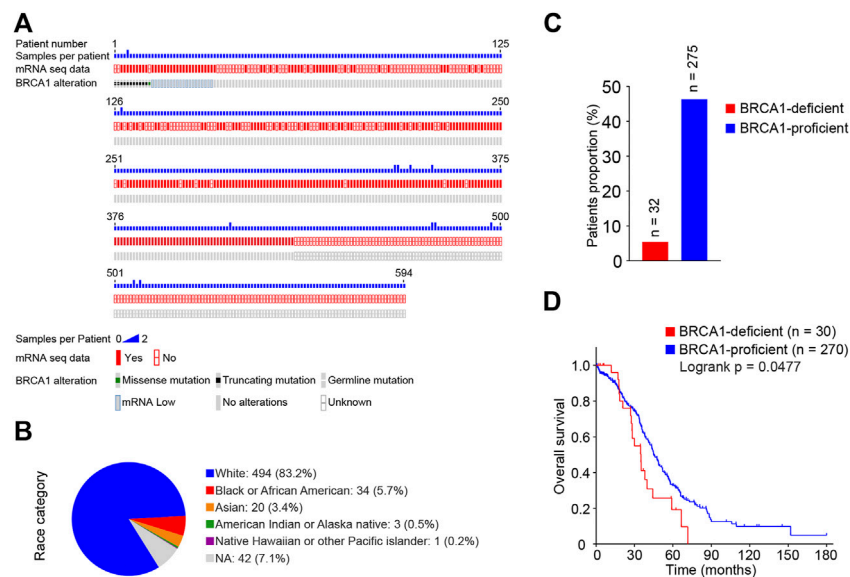 A
Patient number
1
125
Samples per patient
mRNA seq data
BRCA1 alteration
126
250
251
375
376
500
501
594
Samples per Patient 0 2
mRNA seq data Yes No
BRCA1 alteration Missense mutation Truncating mutation Germline mutation
mRNA Low No alterations Unknown
B
Race category
White: 494 (83.2%)
Black or African American: 34 (5.7%)
Asian: 20 (3.4%)
American Indian or Alaska native: 3 (0.5%)
Native Hawaiian or other Pacific islander: 1 (0.2%)
NA: 42 (7.1%)
C
Patients proportion (%)
50
40
30
20
10
0
n = 32
n = 275
BRCA1-deficient
BRCA1-proficient
D
BRCA1-deficient (n = 30)
BRCA1-proficient (n = 270)
Logrank p = 0.0477
Overall survival
1.0
0.8
0.6
0.4
0.2
0
0 30 60 90 120 150 180
Time (months)